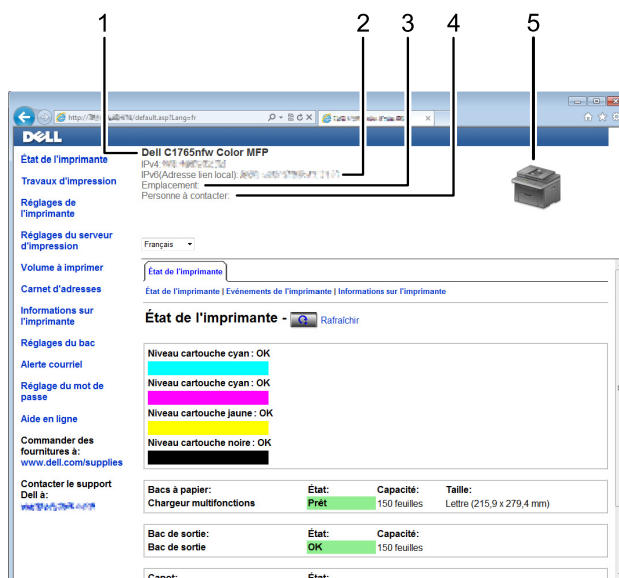 1 2 3 4 5
http:// /default.asp?Lang=fr
DELL
Dell C1765nfw Color MFP
IPv4:
IPv6(Adresse lien local):
Emplacement:
Personne à contacter:
État de l'imprimante
Travaux d'impression
Réglages de
l'imprimante
Réglages du serveur
d'impression
Volume à imprimer
Carnet d'adresses
Informations sur
l'imprimante
Réglages du bac
Alerte courriel
Réglage du mot de
passe
Aide en ligne
Commander des
fournitures à:
www.dell.com/supplies
Contacter le support
Dell à:
Français
État de l'imprimante
État de l'imprimante | Evénements de l'imprimante | Informations sur l'imprimante
État de l'imprimante - Rafraîchir
Niveau cartouche cyan : OK
Niveau cartouche cyan : OK
Niveau cartouche jaune : OK
Niveau cartouche noire : OK
Bacs à papier: État: Capacité: Taille:
Chargeur multifonctions Prêt 150 feuilles Lettre (215,9 x 279,4 mm)
Bac de sortie: État: Capacité:
Bac de sortie OK 150 feuilles
Capot: État: